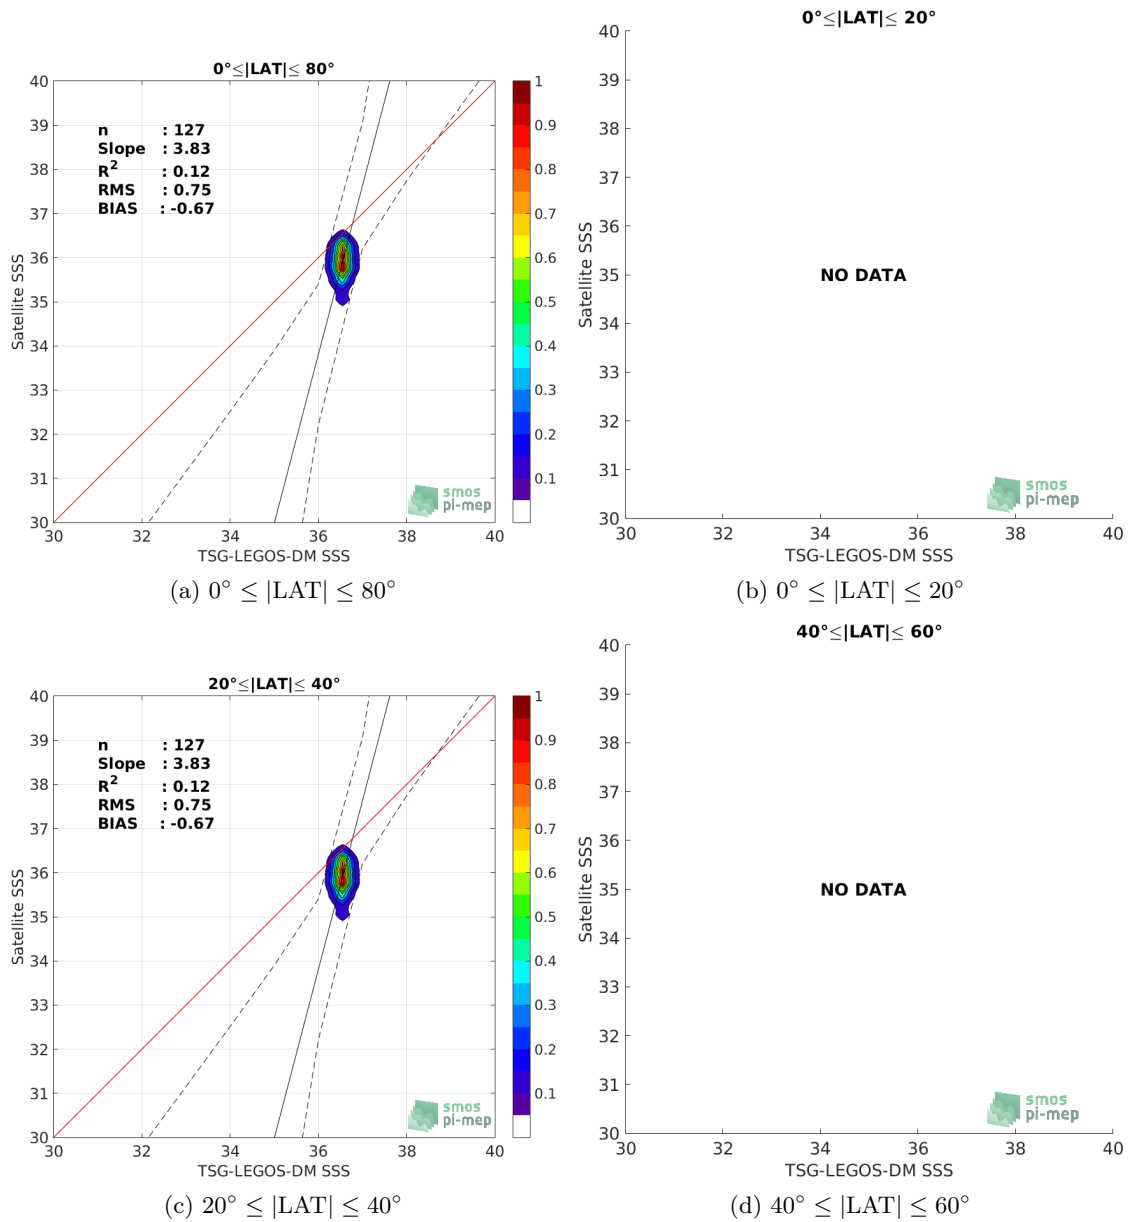 0°≤|LAT|≤ 80°
40
39
38
37
36
35
34
33
32
31
30
Satellite SSS
n : 127
Slope : 3.83
R² : 0.12
RMS : 0.75
BIAS : -0.67
smos
pi-mep
30 32 34 36 38 40
TSG-LEGOS-DM SSS
1
0.9
0.8
0.7
0.6
0.5
0.4
0.3
0.2
0.1
(a) 0° ≤ |LAT| ≤ 80°
0°≤|LAT|≤ 20°
40
39
38
37
36
35
34
33
32
31
30
Satellite SSS
NO DATA
smos
pi-mep
30 32 34 36 38 40
TSG-LEGOS-DM SSS
(b) 0° ≤ |LAT| ≤ 20°
20°≤|LAT|≤ 40°
40
39
38
37
36
35
34
33
32
31
30
Satellite SSS
n : 127
Slope : 3.83
R² : 0.12
RMS : 0.75
BIAS : -0.67
smos
pi-mep
30 32 34 36 38 40
TSG-LEGOS-DM SSS
1
0.9
0.8
0.7
0.6
0.5
0.4
0.3
0.2
0.1
(c) 20° ≤ |LAT| ≤ 40°
40°≤|LAT|≤ 60°
40
39
38
37
36
35
34
33
32
31
30
Satellite SSS
NO DATA
smos
pi-mep
30 32 34 36 38 40
TSG-LEGOS-DM SSS
(d) 40° ≤ |LAT| ≤ 60°